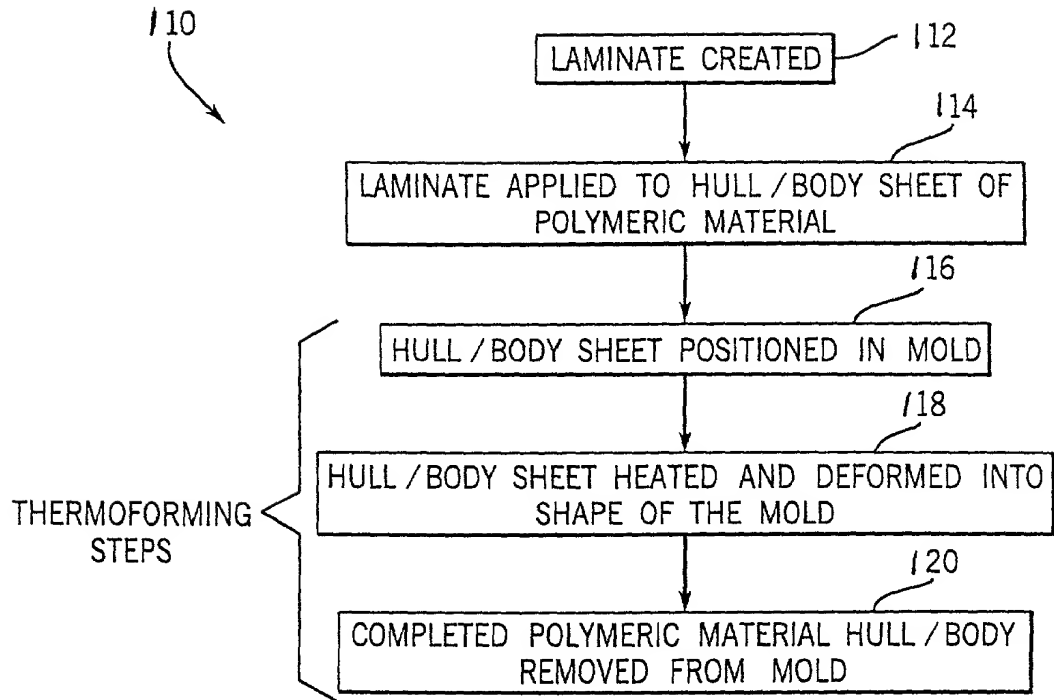 110
112
LAMINATE CREATED
114
LAMINATE APPLIED TO HULL/BODY SHEET OF
POLYMERIC MATERIAL
116
HULL/BODY SHEET POSITIONED IN MOLD
118
HULL/BODY SHEET HEATED AND DEFORMED INTO
SHAPE OF THE MOLD
THERMOFORMING
STEPS
120
COMPLETED POLYMERIC MATERIAL HULL/BODY
REMOVED FROM MOLD